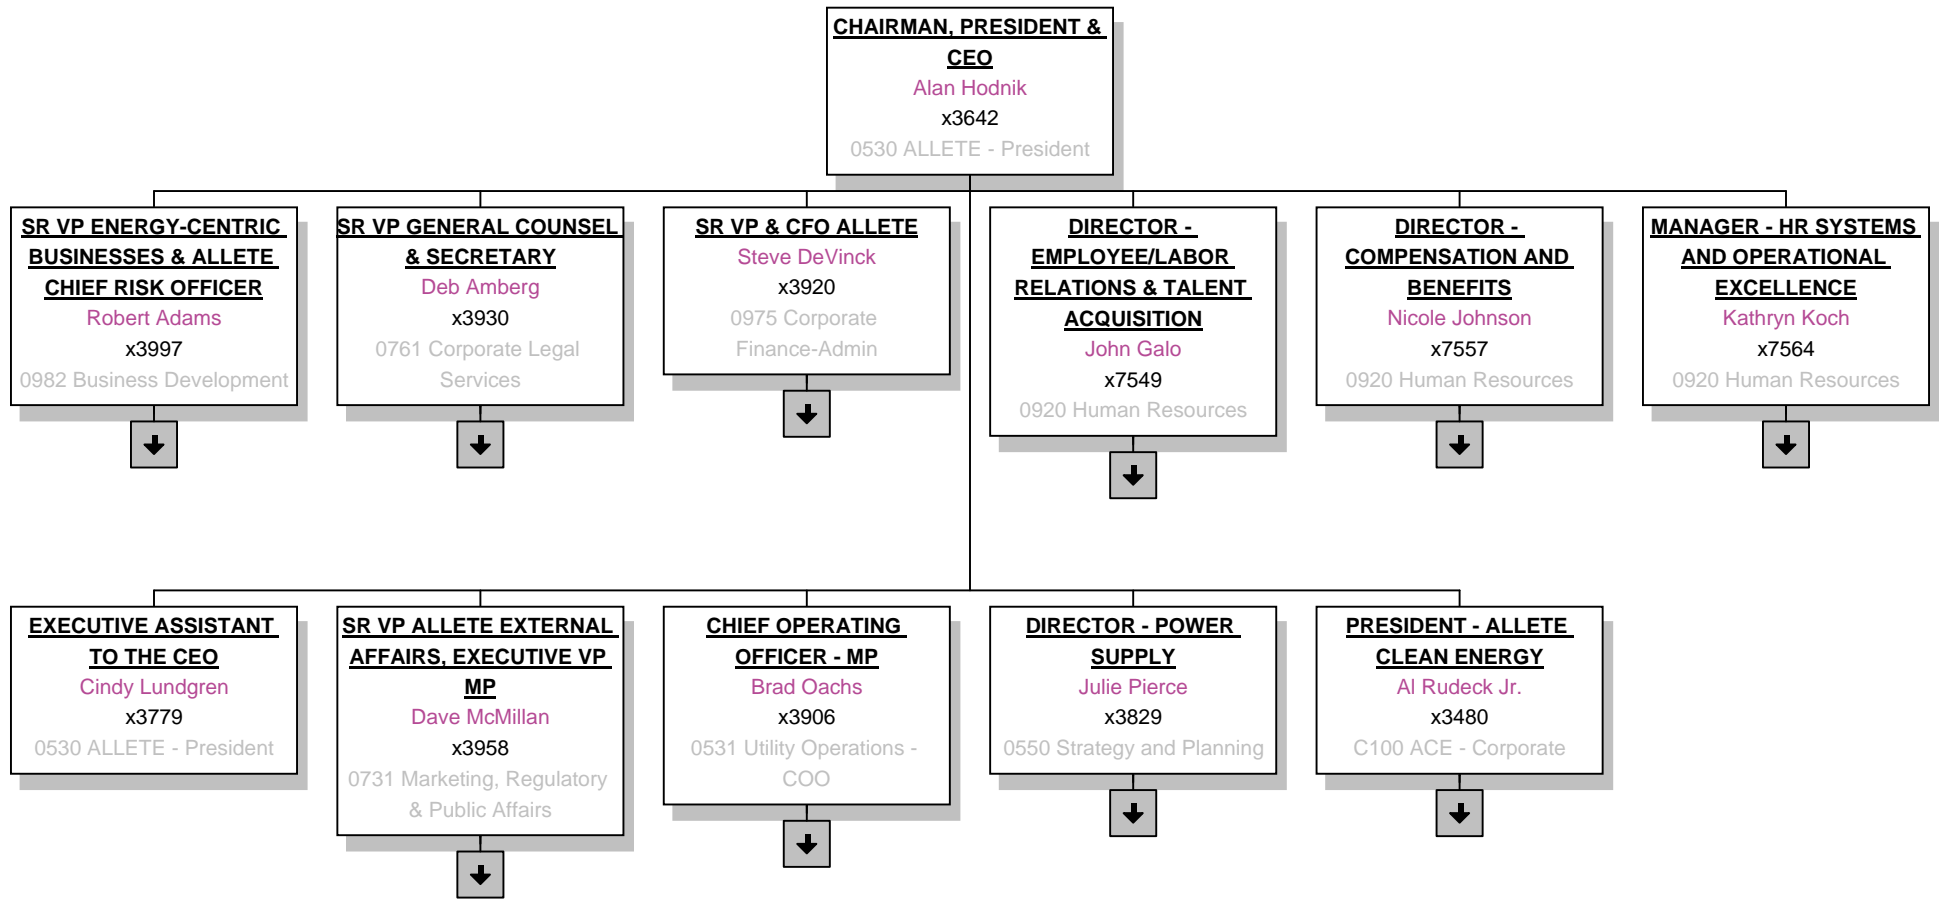 CHAIRMAN, PRESIDENT &
CEO
Alan Hodnik
x3642
0530 ALLETE - President
SR VP ENERGY-CENTRIC
BUSINESSES & ALLETE
CHIEF RISK OFFICER
Robert Adams
x3997
0982 Business Development
SR VP GENERAL COUNSEL
& SECRETARY
Deb Amberg
x3930
0761 Corporate Legal
Services
SR VP & CFO ALLETE
Steve DeVinck
x3920
0975 Corporate
Finance-Admin
DIRECTOR -
EMPLOYEE/LABOR
RELATIONS & TALENT
ACQUISITION
John Galo
x7549
0920 Human Resources
DIRECTOR -
COMPENSATION AND
BENEFITS
Nicole Johnson
x7557
0920 Human Resources
MANAGER - HR SYSTEMS
AND OPERATIONAL
EXCELLENCE
Kathryn Koch
x7564
0920 Human Resources
EXECUTIVE ASSISTANT
TO THE CEO
Cindy Lundgren
x3779
0530 ALLETE - President
SR VP ALLETE EXTERNAL
AFFAIRS, EXECUTIVE VP
MP
Dave McMillan
x3958
0731 Marketing, Regulatory
& Public Affairs
CHIEF OPERATING
OFFICER - MP
Brad Oachs
x3906
0531 Utility Operations -
COO
DIRECTOR - POWER
SUPPLY
Julie Pierce
x3829
0550 Strategy and Planning
PRESIDENT - ALLETE
CLEAN ENERGY
Al Rudeck Jr.
x3480
C100 ACE - Corporate